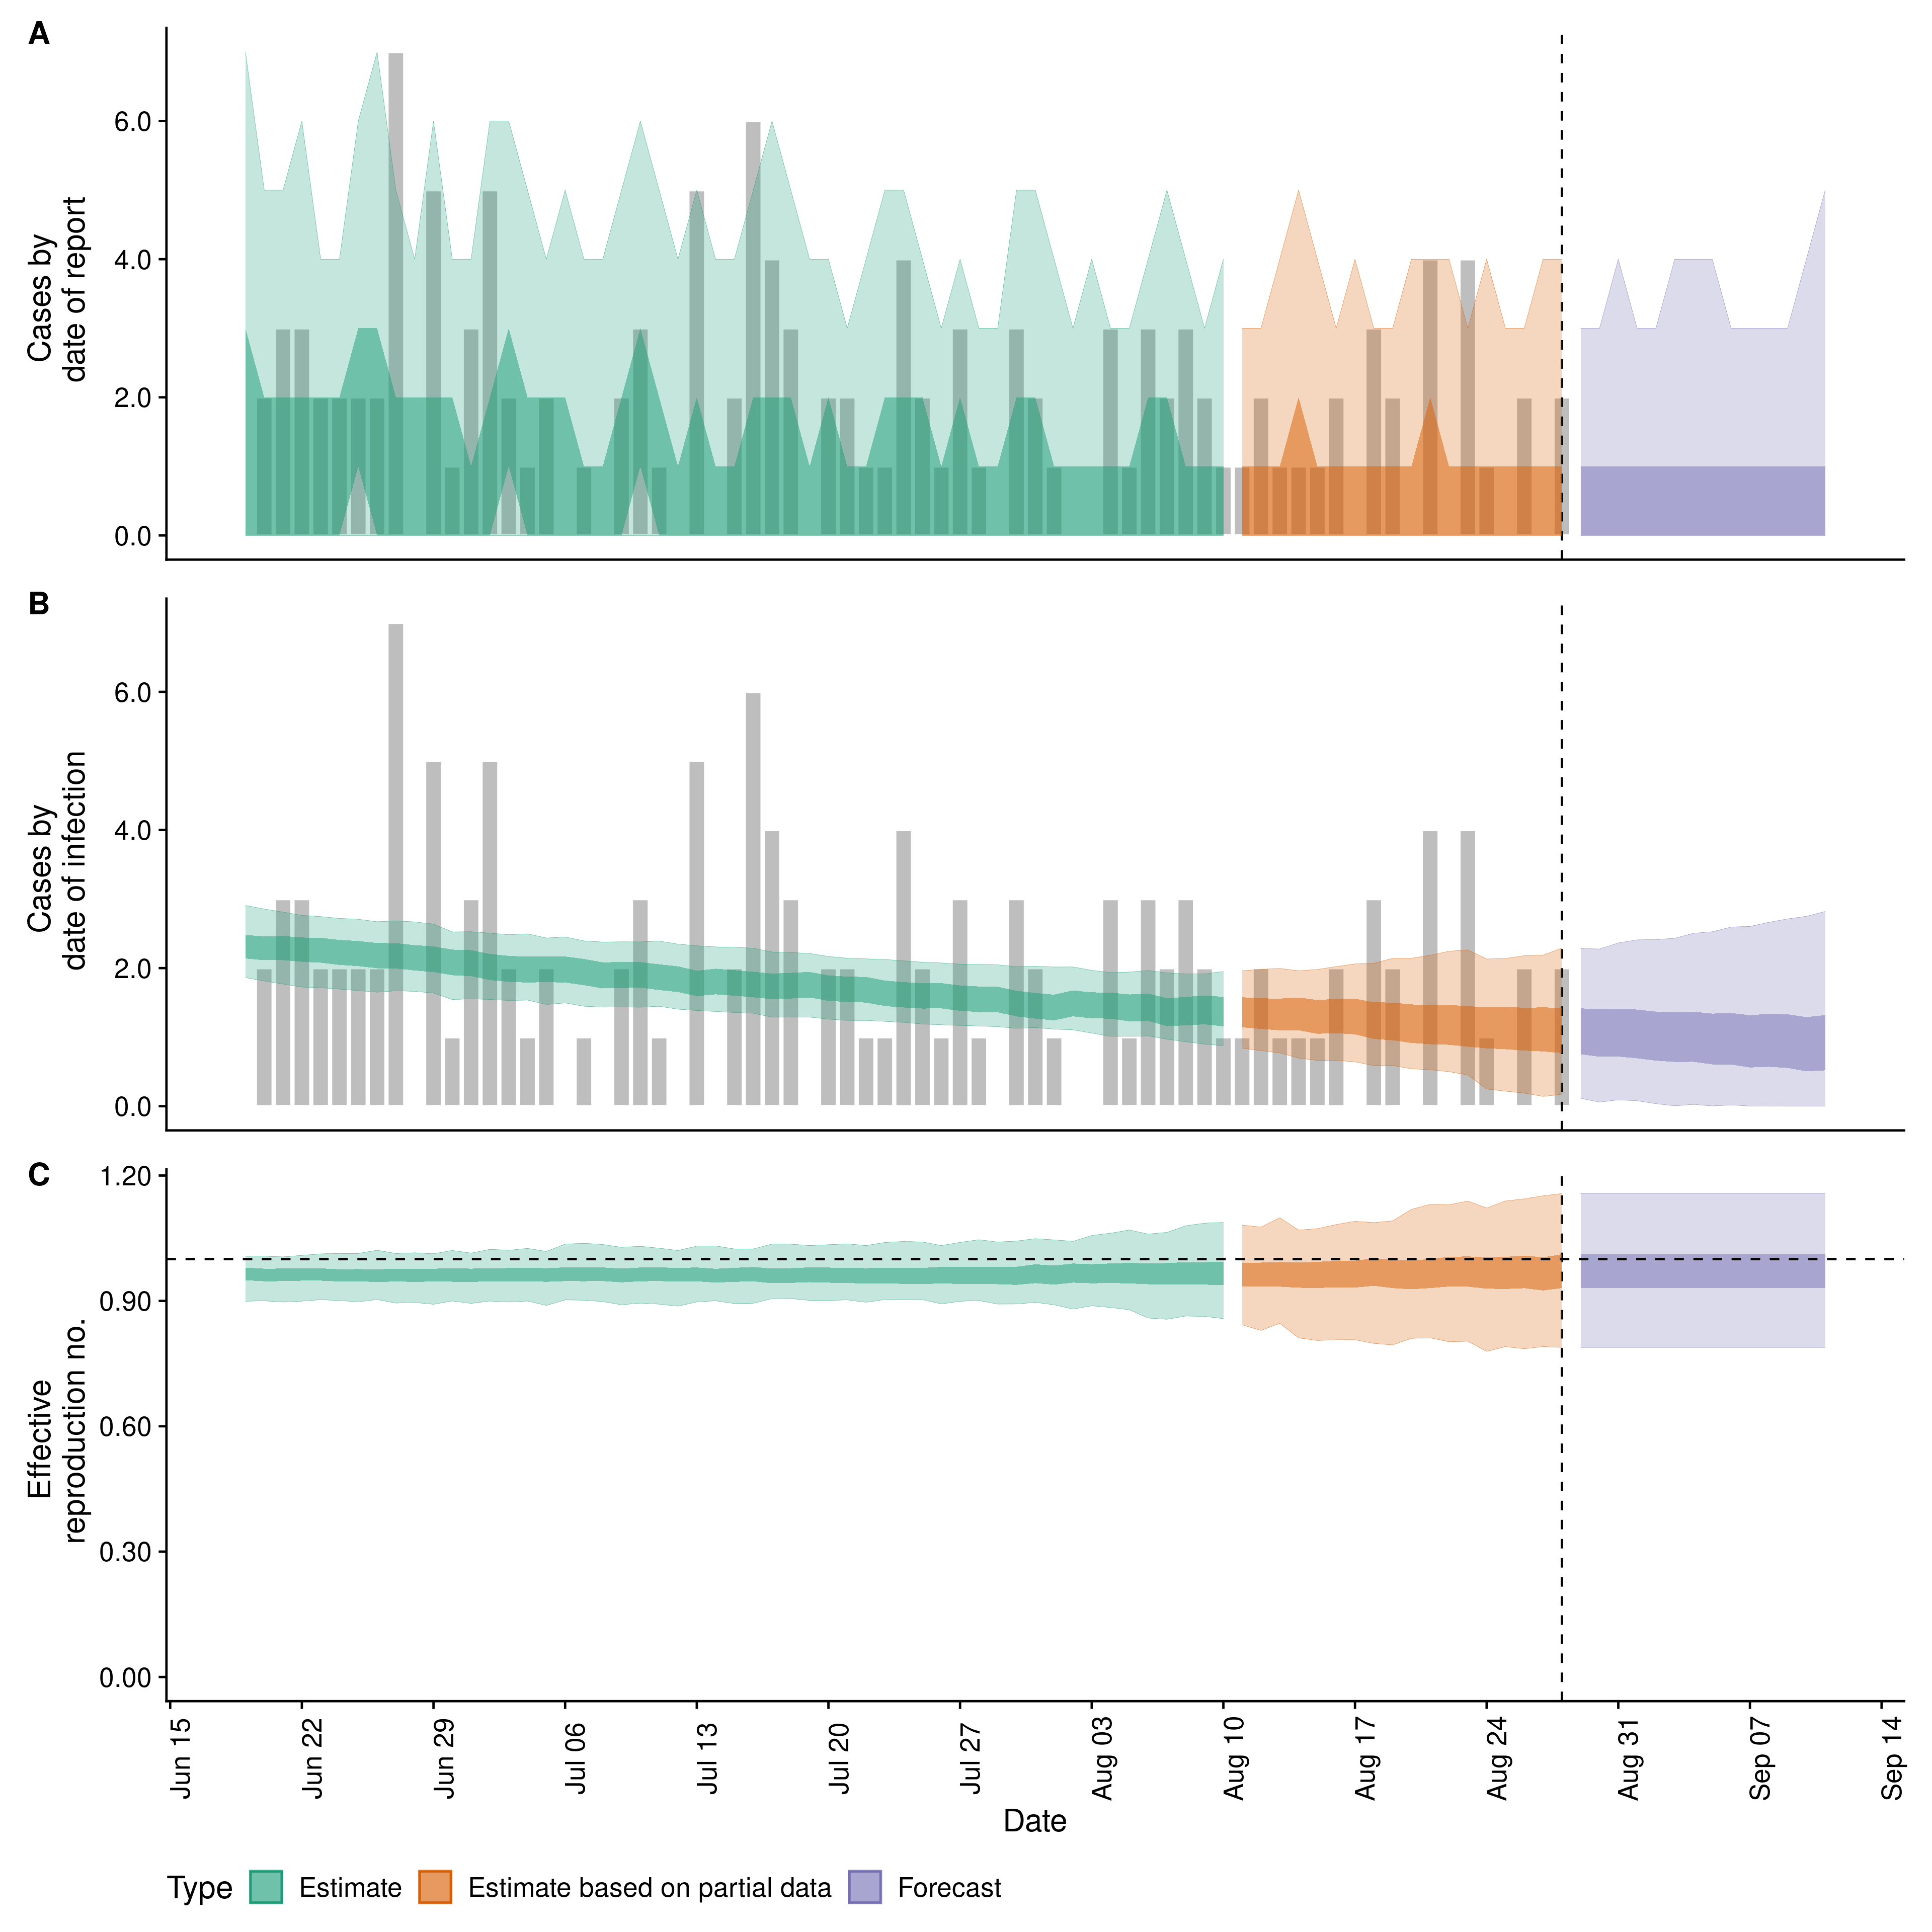 A
6.0
4.0
2.0
0.0
Cases by
date of report
B
6.0
4.0
2.0
0.0
Cases by
date of infection
C
1.20
0.90
0.60
0.30
0.00
Effective
reproduction no.
Jun 15
Jun 22
Jun 29
Jul 06
Jul 13
Jul 20
Jul 27
Aug 03
Aug 10
Aug 17
Aug 24
Aug 31
Sep 07
Sep 14
Date
Type Estimate Estimate based on partial data Forecast